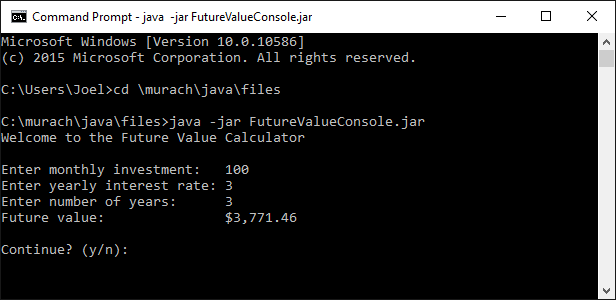 Command Prompt - java -jar FutureValueConsole.jar
Microsoft Windows [Version 10.0.10586]
(c) 2015 Microsoft Corporation. All rights reserved.
C:\Users\Joel>cd \murach\java\files
C:\murach\java\files>java -jar FutureValueConsole.jar
Welcome to the Future Value Calculator
Enter monthly investment: 100
Enter yearly interest rate: 3
Enter number of years: 3
Future value: $3,771.46
Continue? (y/n):